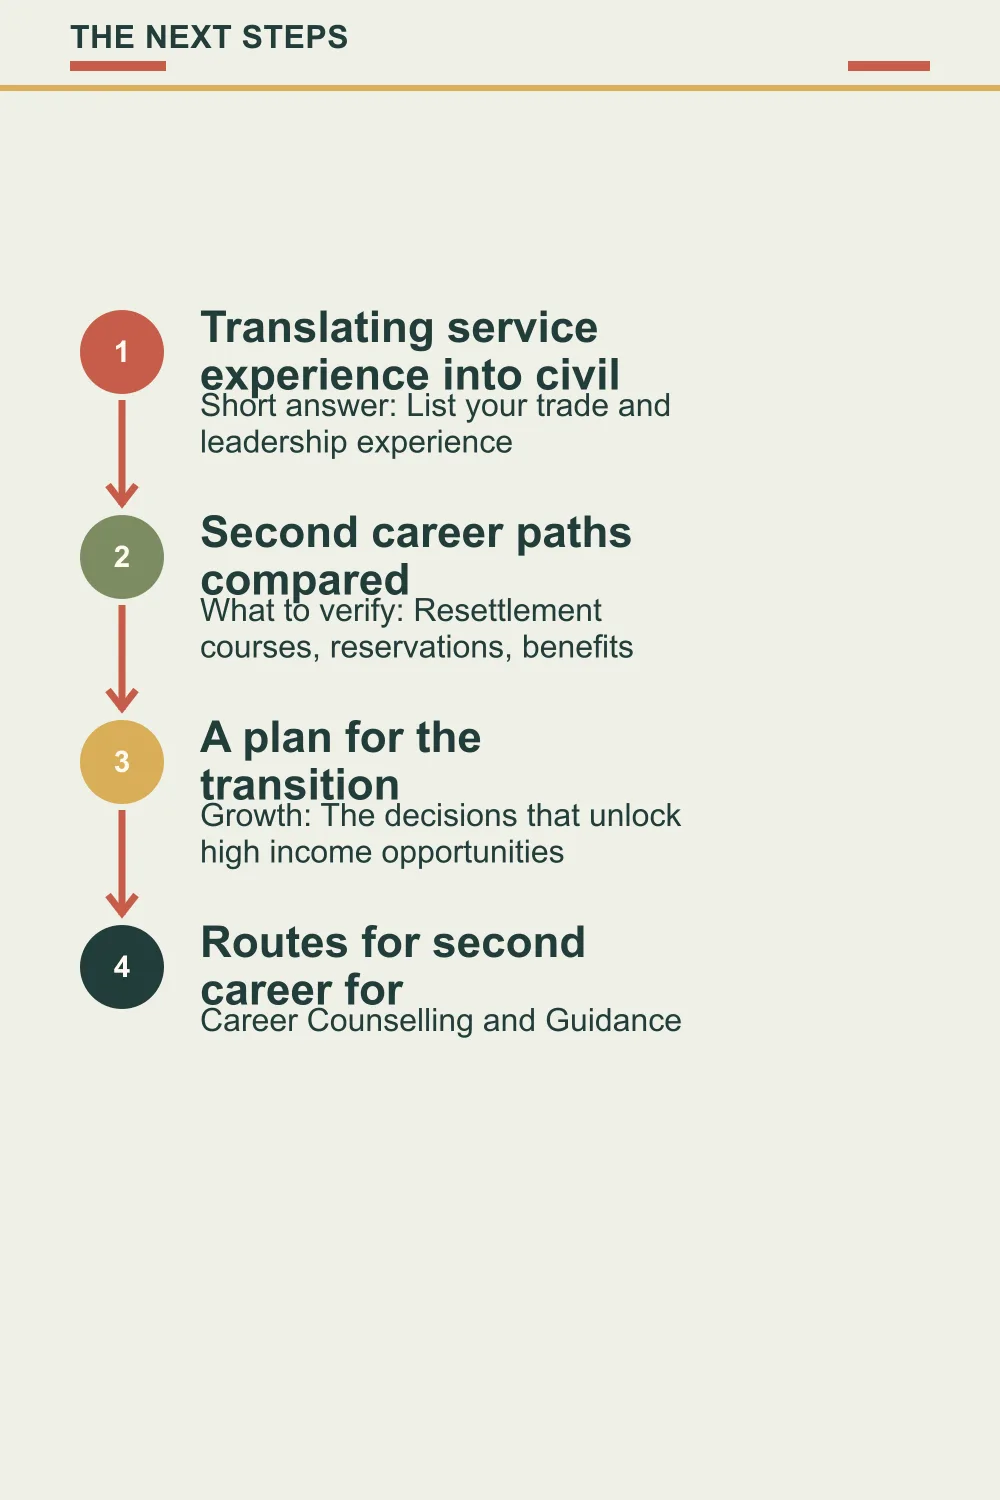 THE NEXT STEPS
1
Translating service
experience into civil
Short answer: List your trade and
leadership experience
2
Second career paths
compared
What to verify: Resettlement
courses, reservations, benefits
3
A plan for the
transition
Growth: The decisions that unlock
high income opportunities
4
Routes for second
career for
Career Counselling and Guidance